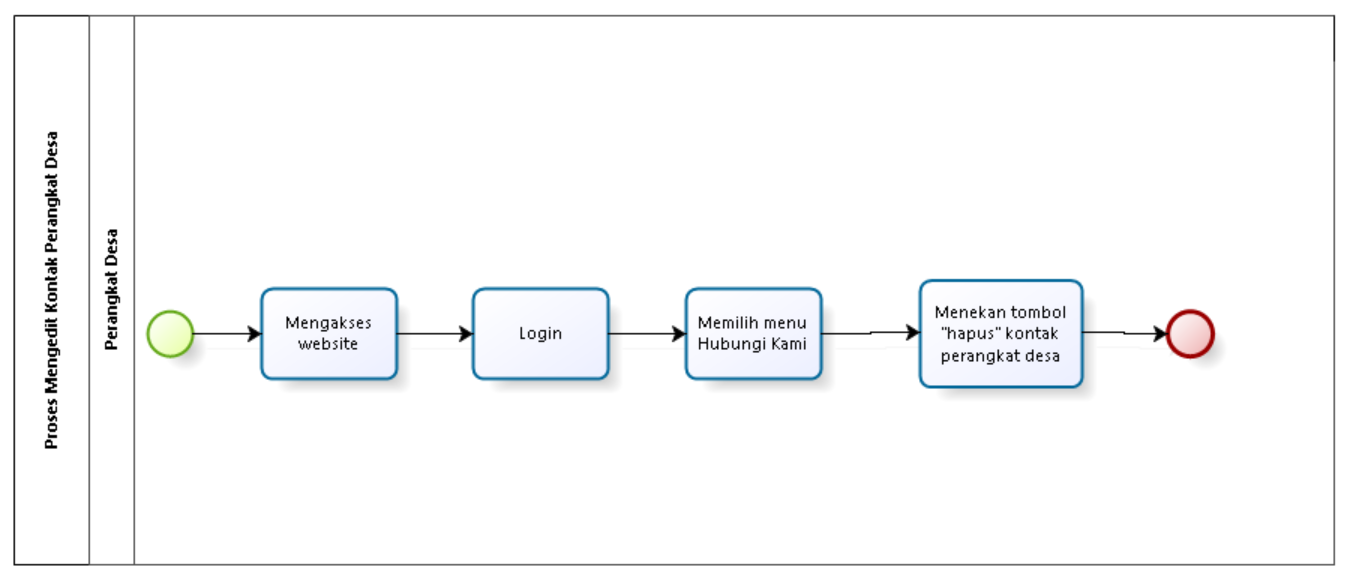 Proses Mengedit Kontak Perangkat Desa
Perangkat Desa
Mengakses
website
Login
Memilih menu
Hubungi Kami
Menekan tombol
"hapus" kontak
perangkat desa